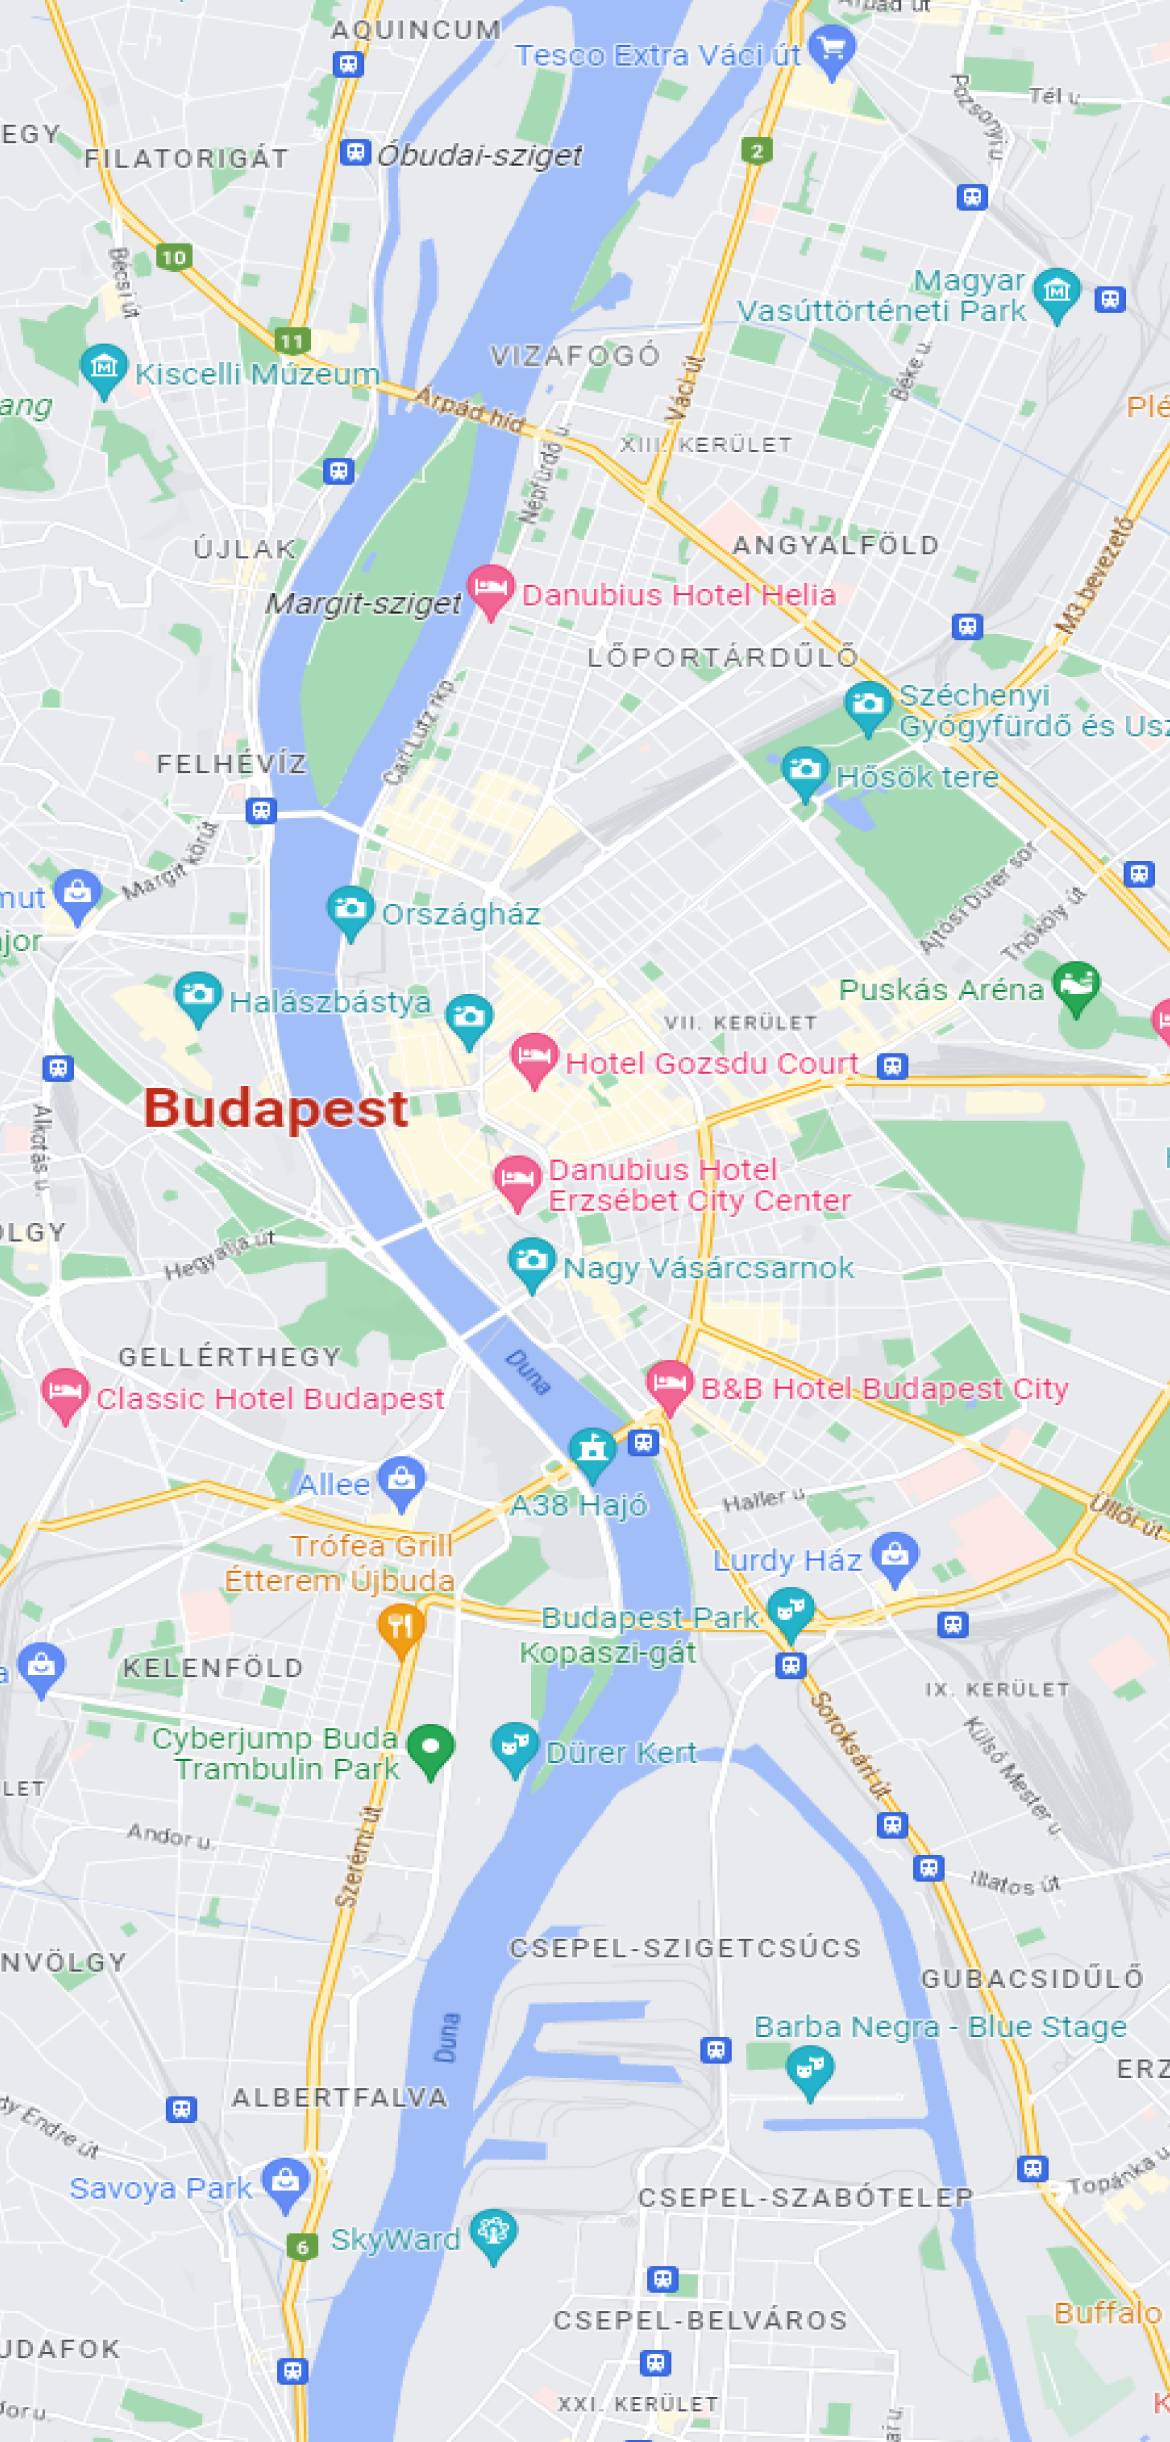 Árpád út
AQUINCUM
Tesco Extra Váci út
Pozsonyi u.
Tél u.
EGY
FILATORIGÁT
Óbudai-sziget
2
10
Bécsi út
Magyar
Vasúttörténeti Park
11
VIZAFOGÓ
Kiscelli Múzeum
Béke u.
Váci út
ang
Árpád híd
Plé
XIII. KERÜLET
Népfürdő u.
M3 bevezető
ÚJLAK
ANGYALFÖLD
Margit-sziget
Danubius Hotel Helia
LŐPORTÁRDŰLŐ
Széchenyi
Gyógyfürdő és Usz
Carl Lutz rkp
FELHÉVÍZ
Hősök tere
Margit körút
Ajtósi Dürer sor
mut
Országház
Thököly út
jor
Puskás Aréna
Halászbástya
VII. KERÜLET
Hotel Gozsdu Court
Budapest
Alkotás u.
Danubius Hotel
Erzsébet City Center
ÖLGY
Hegyalja út
Nagy Vásárcsarnok
GELLÉRTHEGY
Duna
Classic Hotel Budapest
B&B Hotel Budapest City
Allee
A38 Hajó
Haller u
Üllői út
Trófea Grill
Étterem Újbuda
Lurdy Ház
Budapest Park
Kopaszi-gát
a
KELENFÖLD
IX. KERÜLET
Soroksári út
Külső Mester u.
Cyberjump Buda
Trambulin Park
Dürer Kert
LET
Andor u.
Szerémi út
Illatos út
NVÖLGY
CSEPEL-SZIGETCSÚCS
GUBACSIDŰLŐ
Duna
Barba Negra - Blue Stage
ERZ
dy Endre út
ALBERTFALVA
Topánka u
Savoya Park
CSEPEL-SZABÓTELEP
6
SkyWard
CSEPEL-BELVÁROS
Buffalo
UDAFOK
XXI. KERÜLET
K
dor u.
ai u.